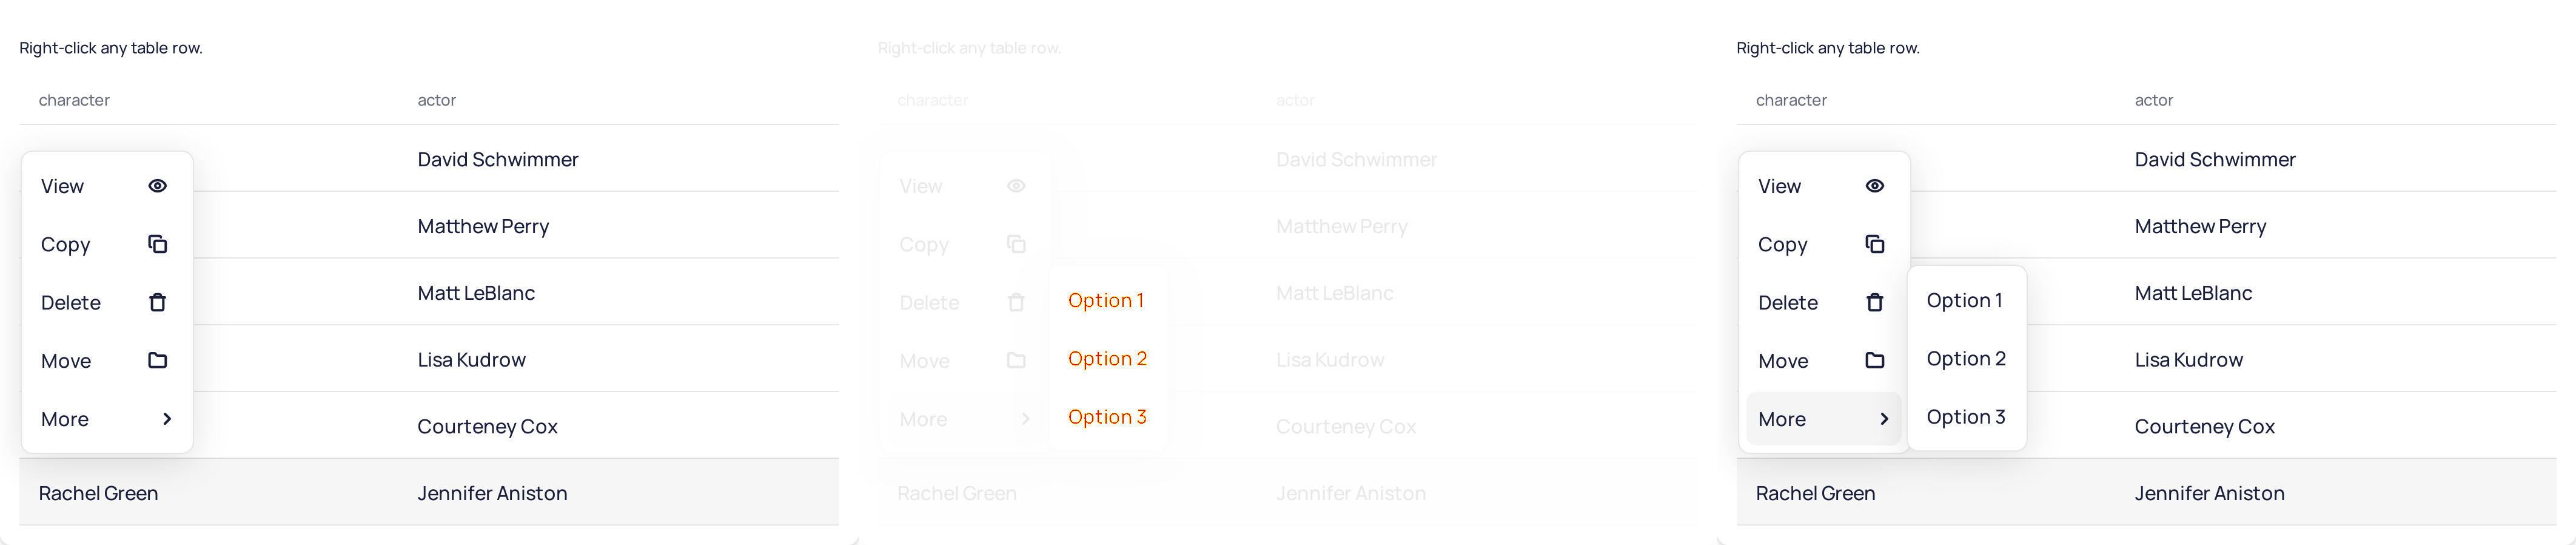 Right-click any table row.
character actor
David Schwimmer
View
Matthew Perry
Copy
Matt LeBlanc
Delete
Lisa Kudrow
Move
More
Courteney Cox
Rachel Green Jennifer Aniston
Right-click any table row.
character actor
David Schwimmer
View
Matthew Perry
Copy
Matt LeBlanc
Option 1
Delete
Option 2
Lisa Kudrow
Move
Option 3
More
Courteney Cox
Rachel Green Jennifer Aniston
Right-click any table row.
character actor
David Schwimmer
View
Matthew Perry
Copy
Matt LeBlanc
Option 1
Delete
Option 2
Lisa Kudrow
Move
Option 3
More
Courteney Cox
Rachel Green Jennifer Aniston